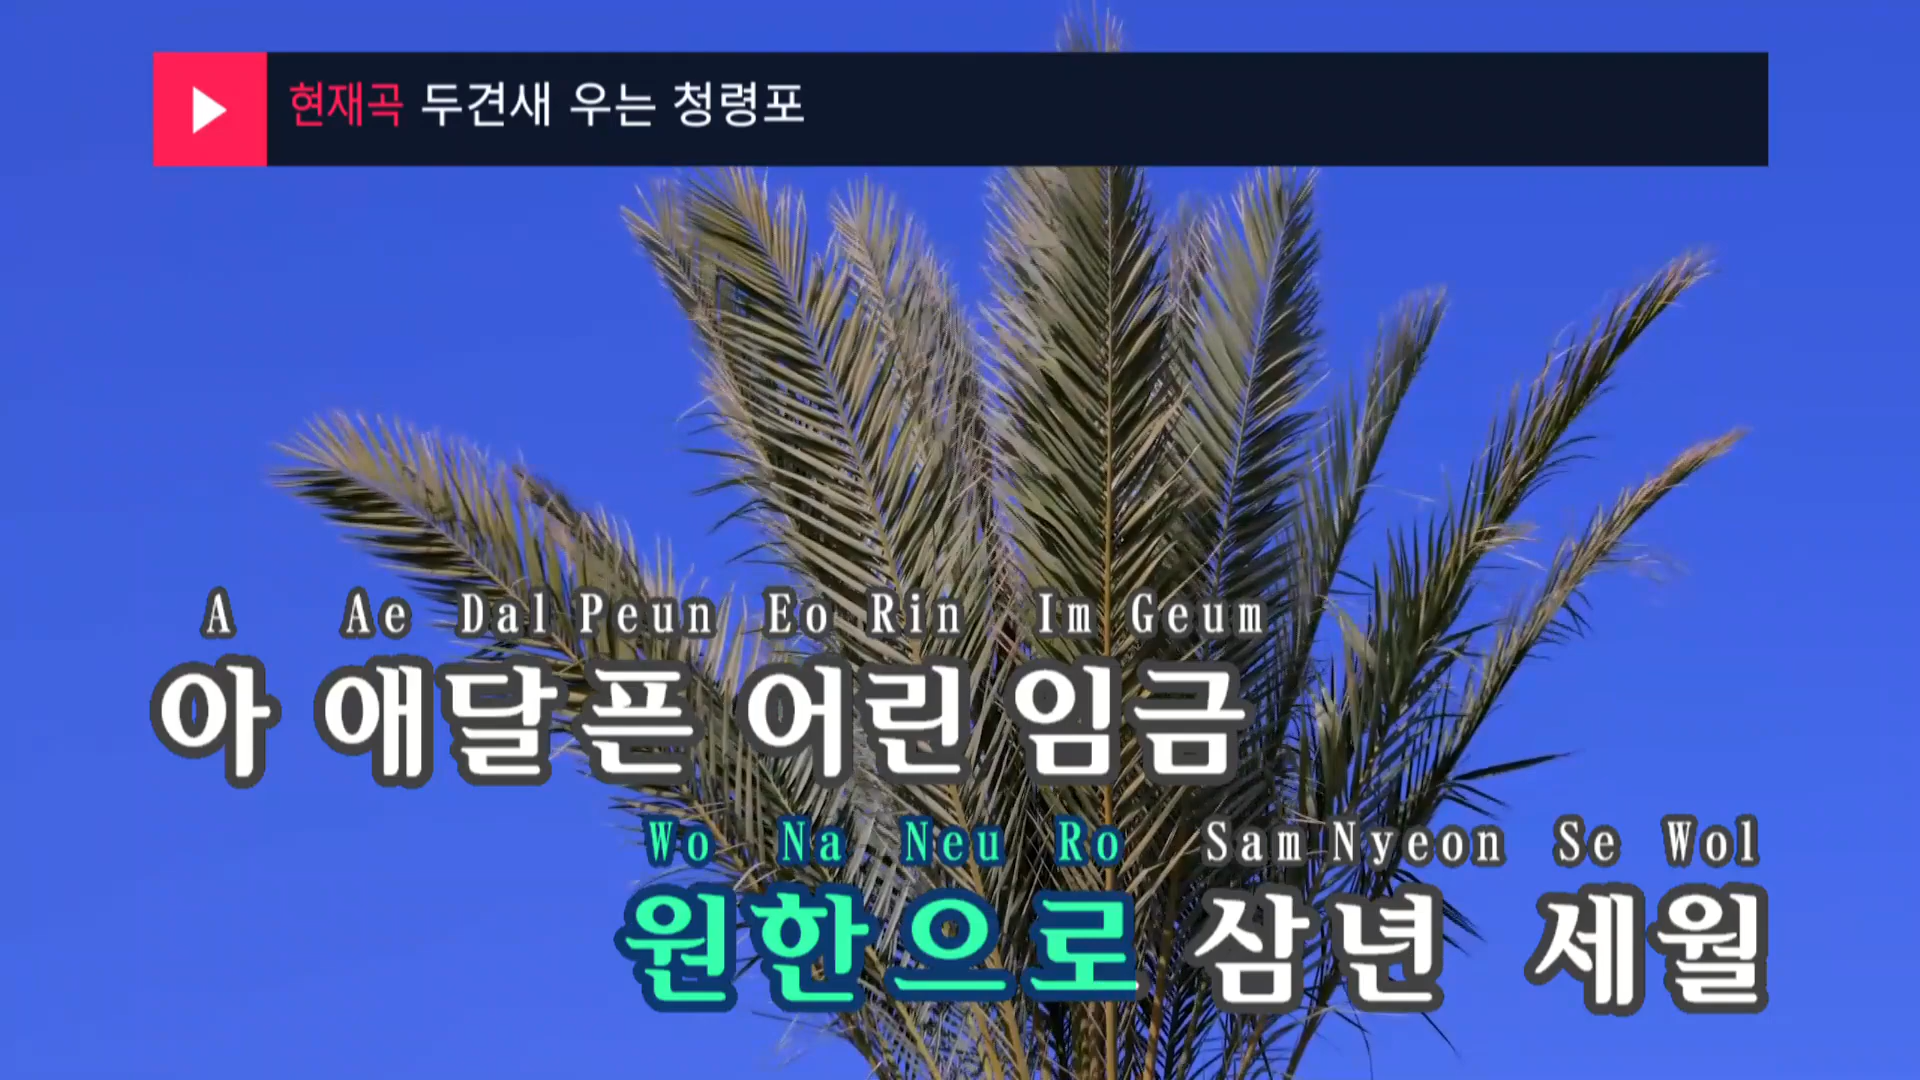 현재곡 두견새 우는 청령포
A Ae Dal Peun Eo Rin Im Geum
아 애달픈 어린 임금
Wo Na Neu Ro Sam Nyeon Se Wol
원한으로 삼년 세월